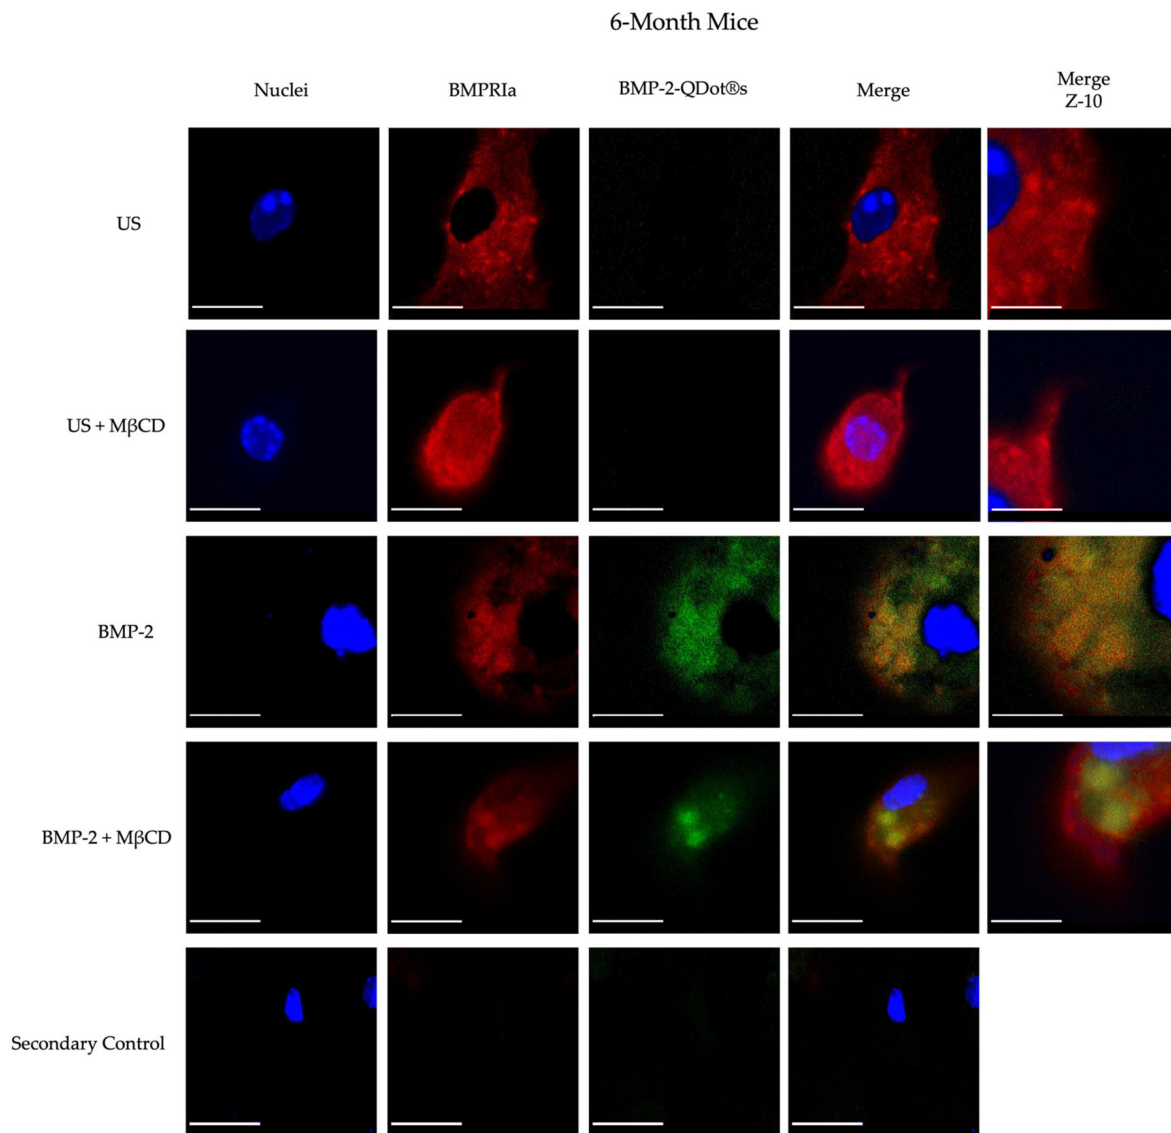 6-Month Mice
Nuclei
BMPRIa
BMP-2-QDot®s
Merge
Merge
Z-10
US
US + MβCD
BMP-2
BMP-2 + MβCD
Secondary Control